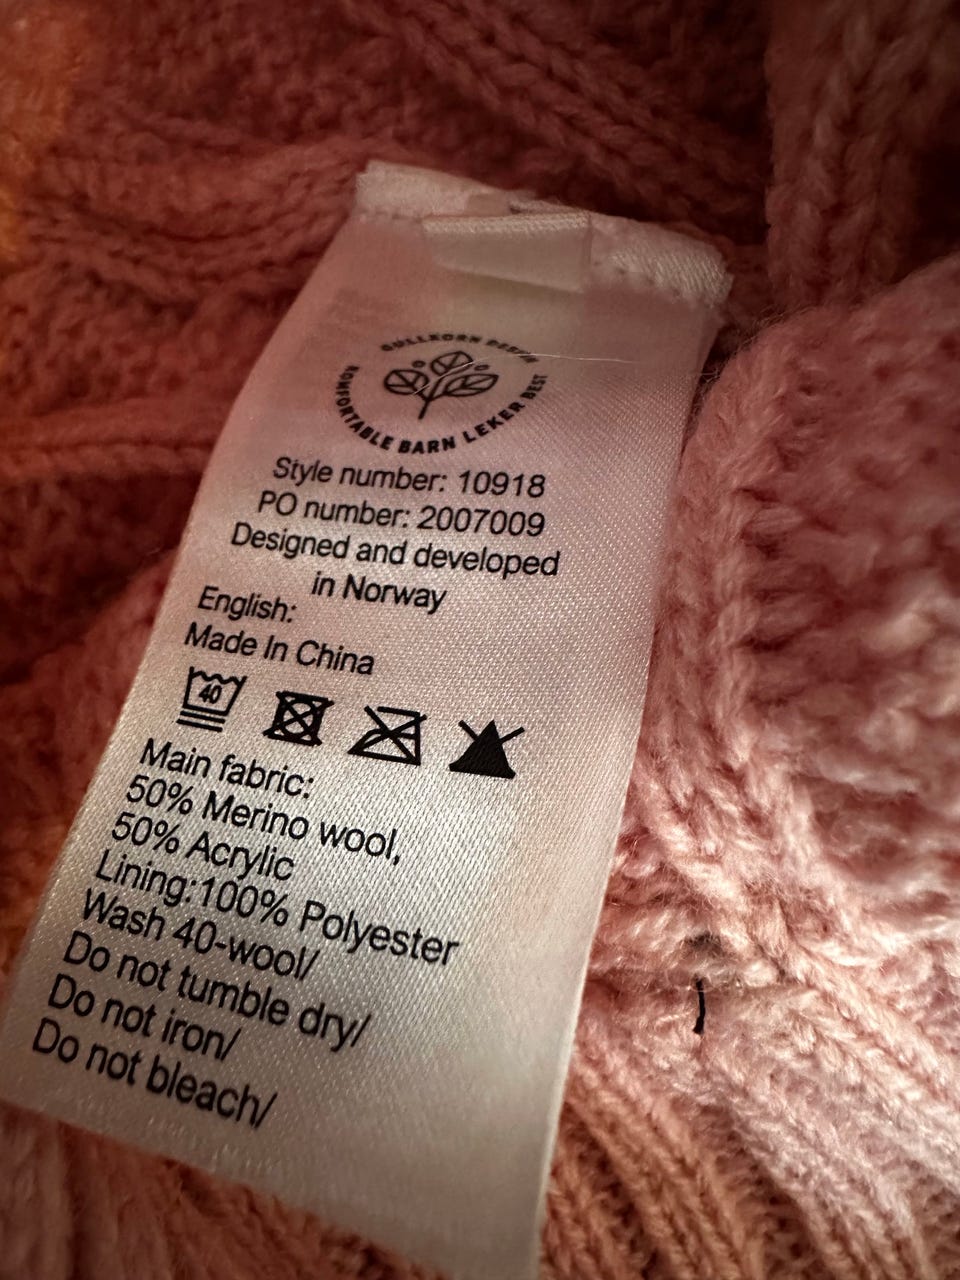 GULLKORN DESIGN
KOMFORTABLE BARN LEKER BEST
Style number: 10918
PO number: 2007009
Designed and developed
in Norway
English:
Made In China
40
Main fabric:
50% Merino wool,
50% Acrylic
Lining:100% Polyester
Wash 40-wool/
Do not tumble dry/
Do not iron/
Do not bleach/